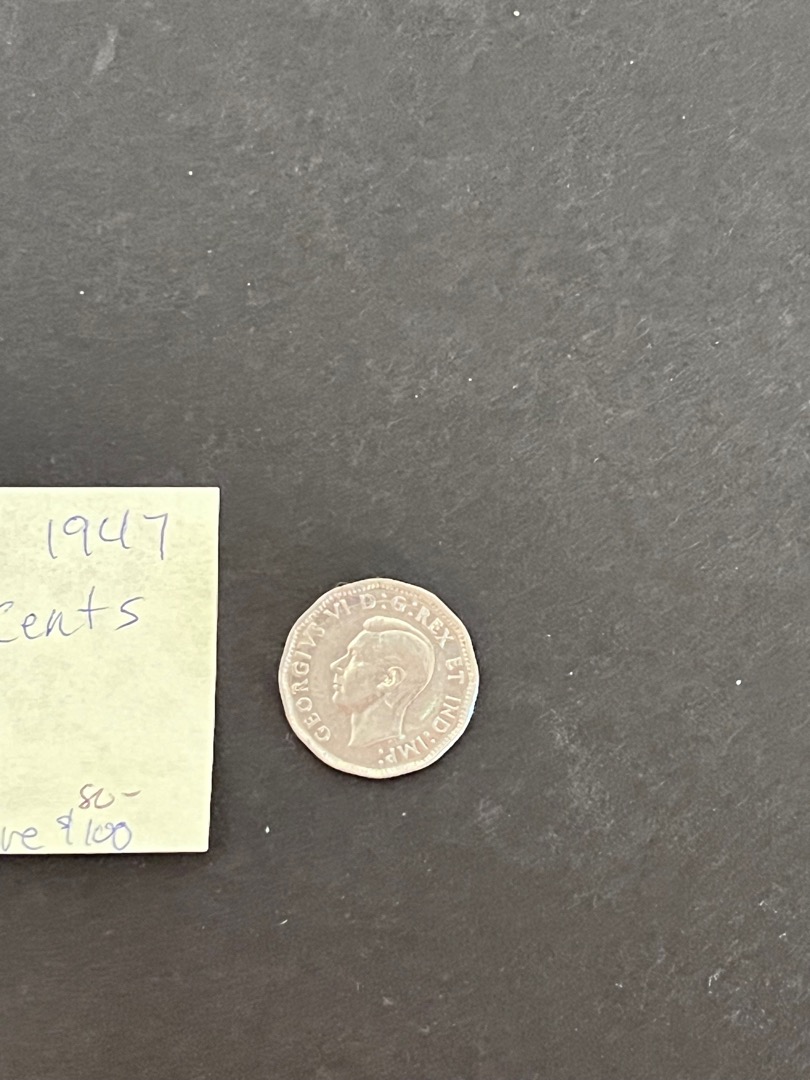 1947
cents
80-
ve $100
GEORGIVS VI D:G:REX ET IND:IMP: